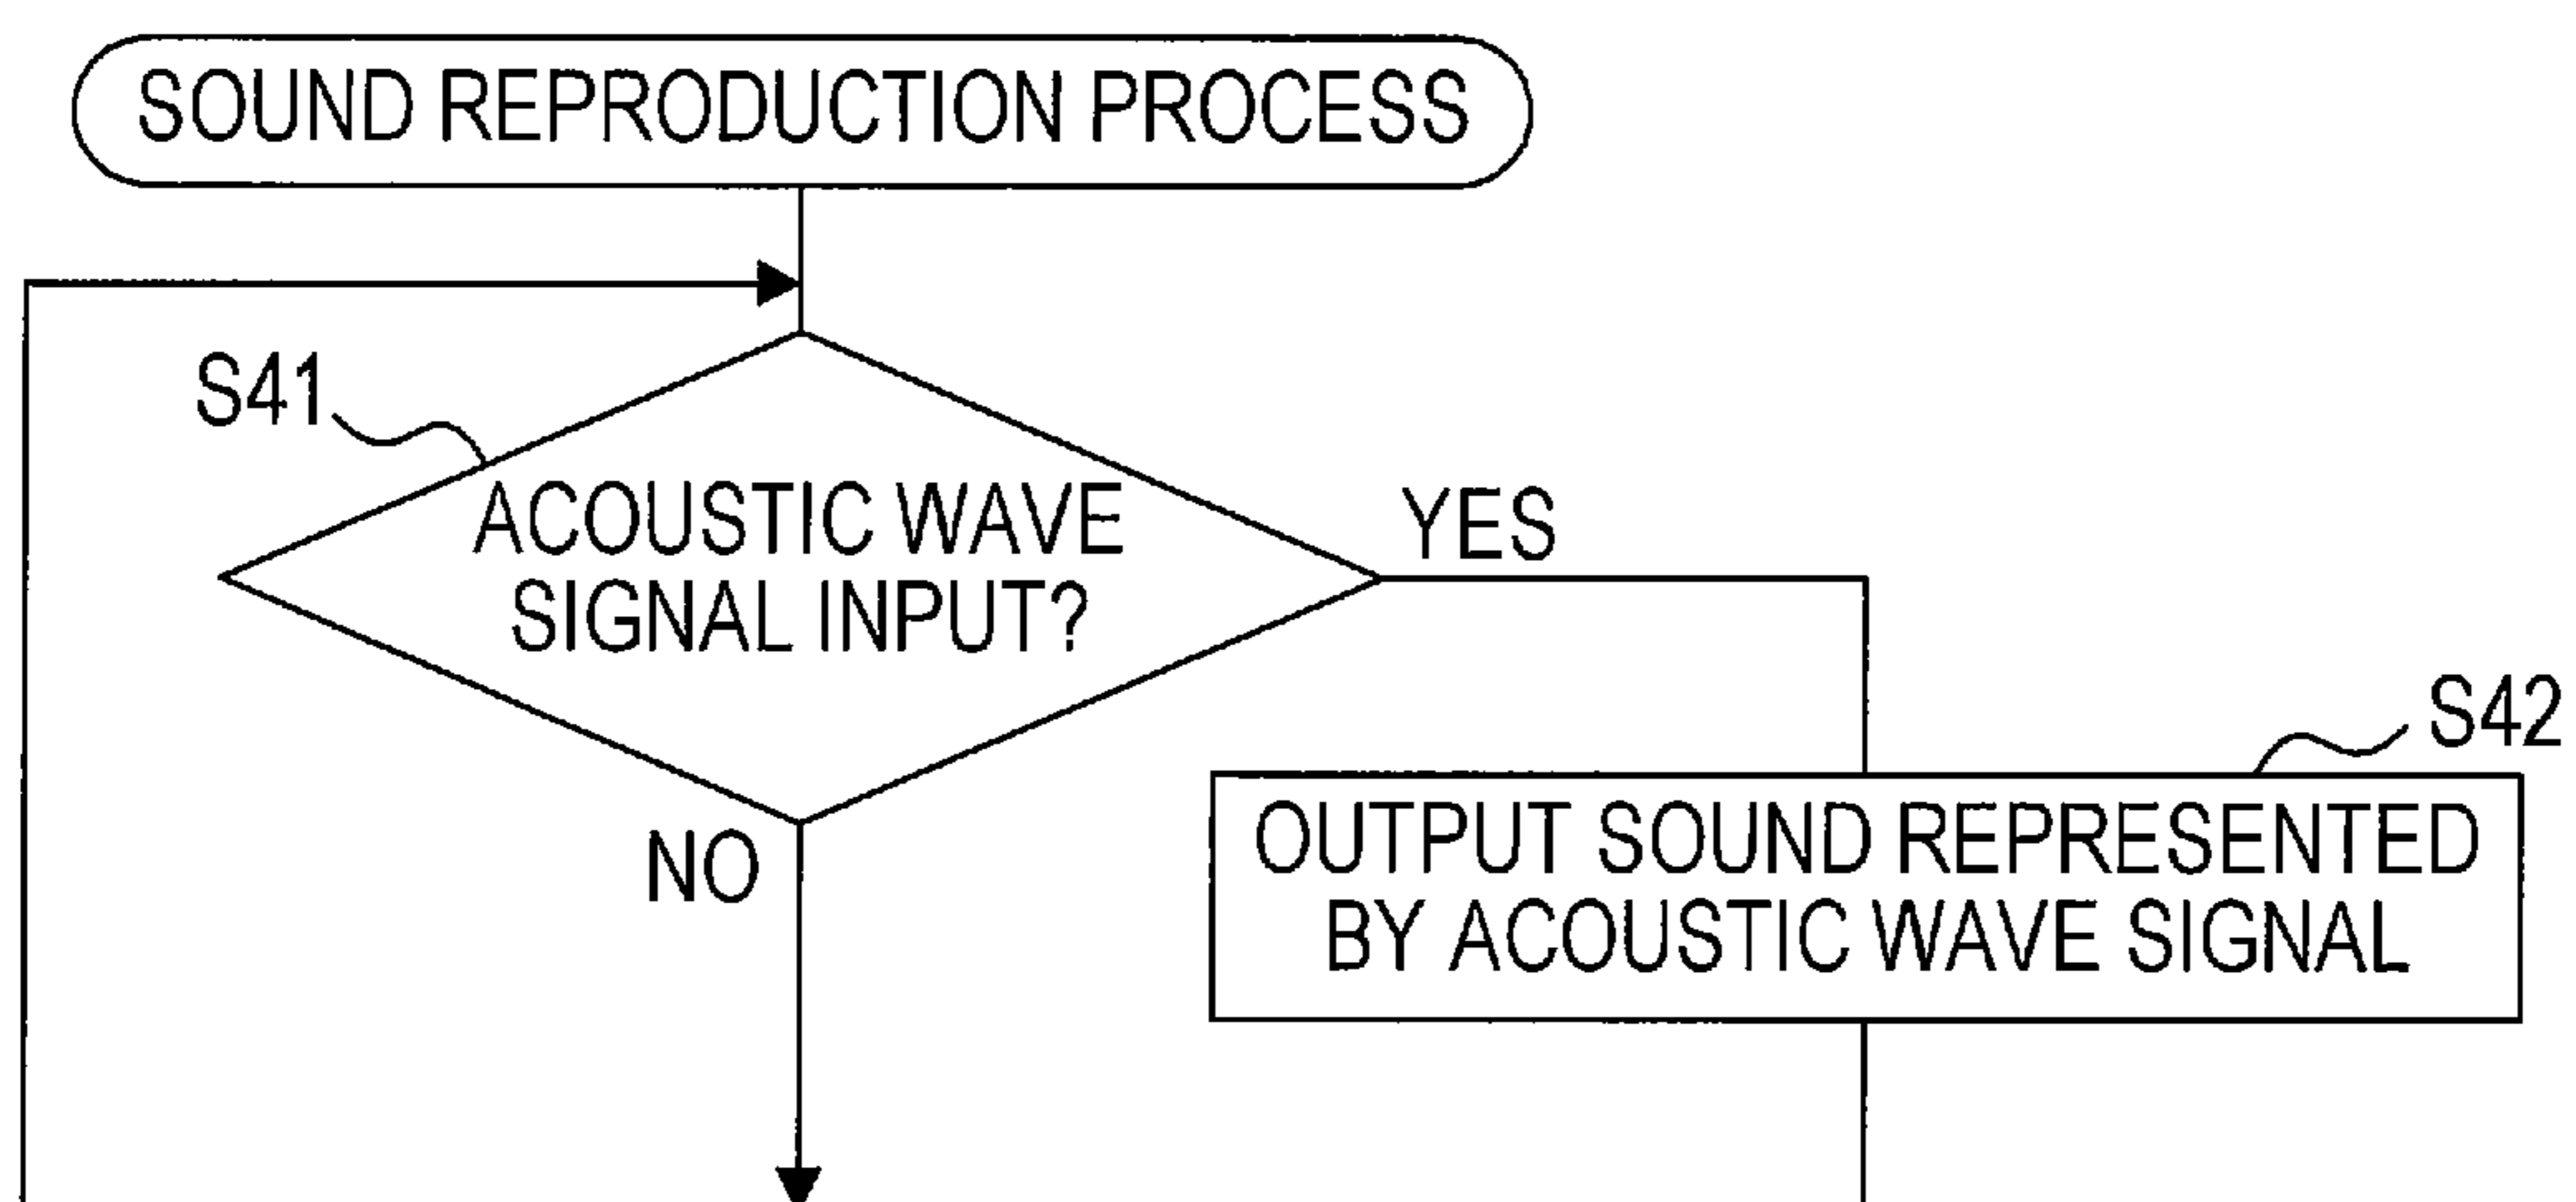 SOUND REPRODUCTION PROCESS
S41
ACOUSTIC WAVE
SIGNAL INPUT?
YES
S42
OUTPUT SOUND REPRESENTED
BY ACOUSTIC WAVE SIGNAL
NO